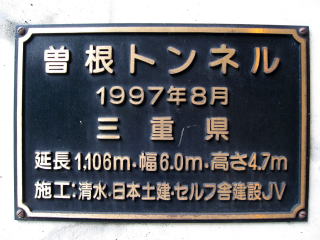 曽根トンネル
1997年8月
三重県
延長1,106m·幅6.0m·高さ4.7m
施工:清水·日本土建·セルフ舎建設JV